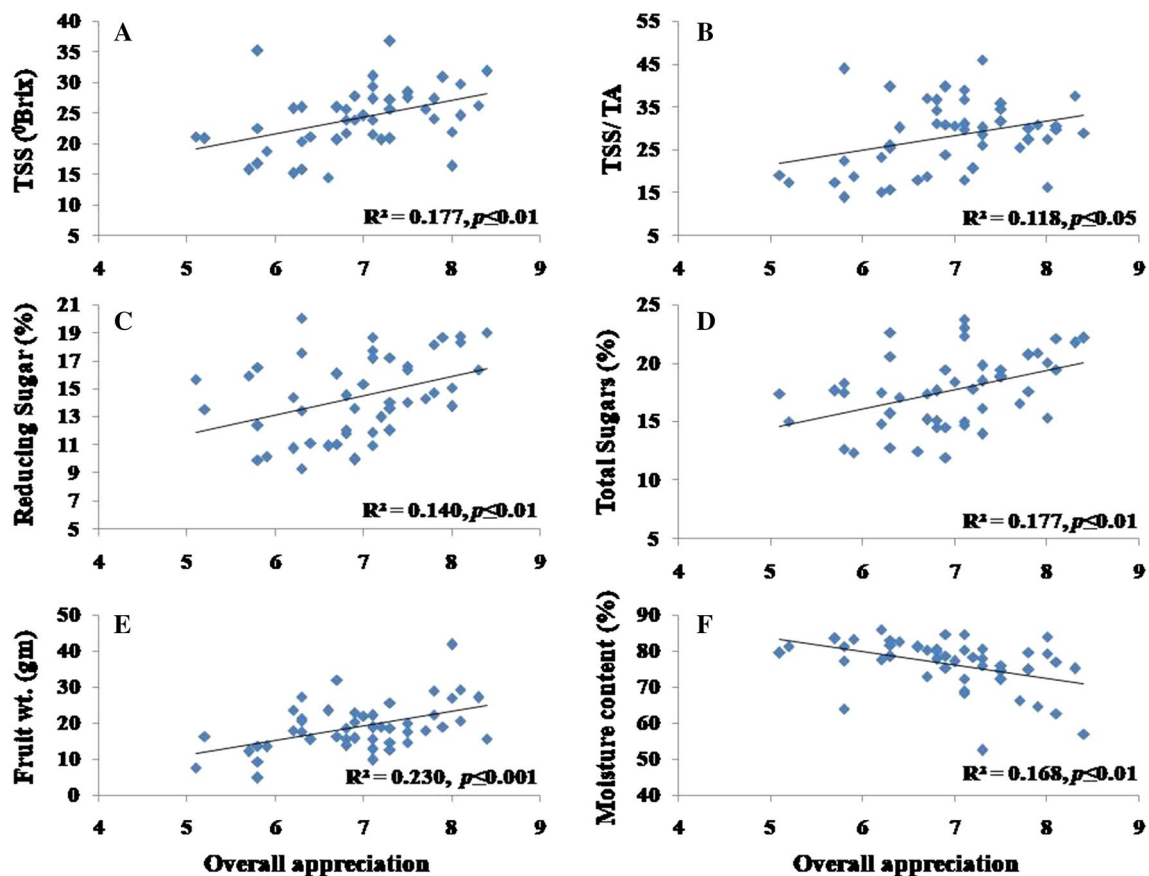 A
TSS (⁰Brix)
40
35
30
25
20
15
10
5
R² = 0.177, p≤0.01
4 5 6 7 8 9
B
TSS/ TA
55
45
35
25
15
5
R² = 0.118, p≤0.05
4 5 6 7 8 9
C
Reducing Sugar (%)
21
19
17
15
13
11
9
7
5
R² = 0.140, p≤0.01
4 5 6 7 8 9
D
Total Sugars (%)
25
20
15
10
5
R² = 0.177, p≤0.01
4 5 6 7 8 9
E
Fruit wt. (gm)
50
40
30
20
10
0
R² = 0.230, p≤0.001
4 5 6 7 8 9
Overall appreciation
F
Moisture content (%)
90
80
70
60
50
40
R² = 0.168, p≤0.01
4 5 6 7 8 9
Overall appreciation